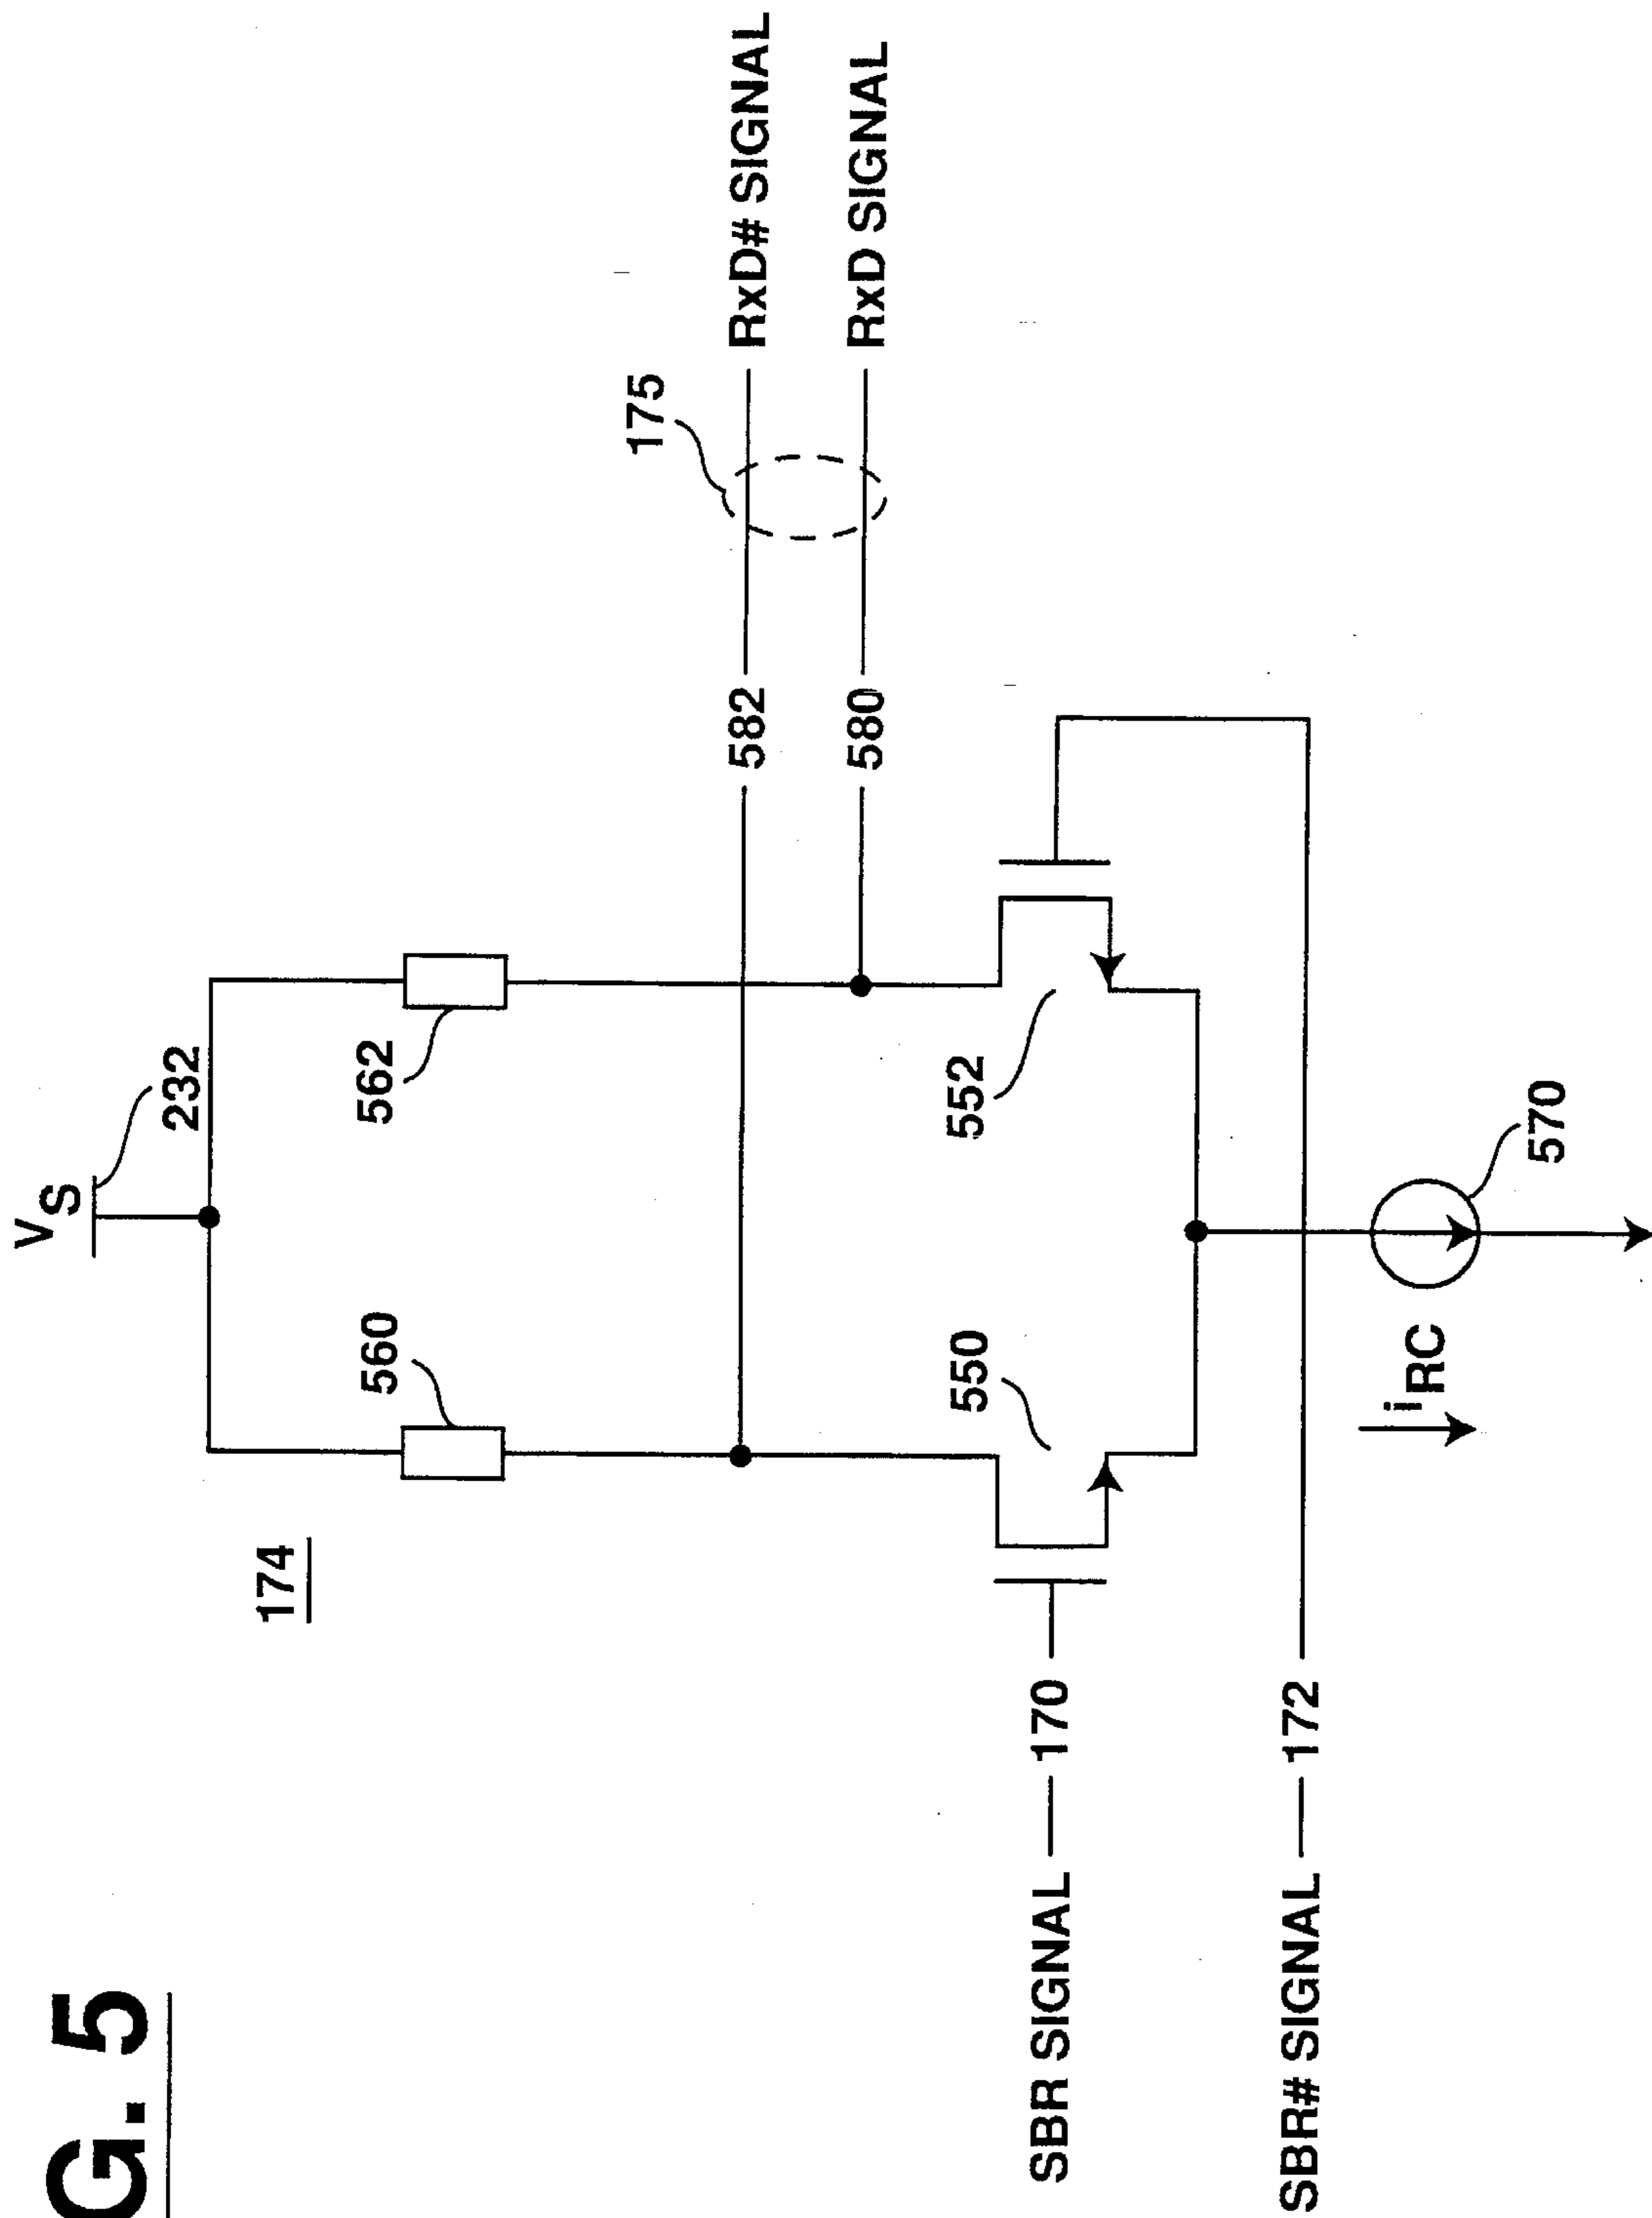 G. 5
174
V S
232
560
562
175
582
RxD# SIGNAL
580
RxD SIGNAL
550
552
SBR SIGNAL 170
SBR# SIGNAL 172
iRC
570